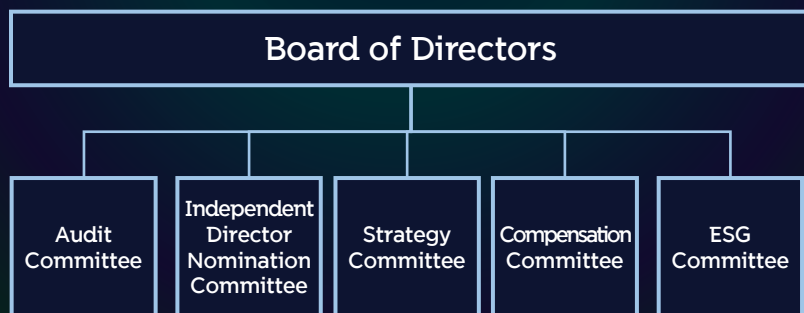 Board of Directors
Audit
Committee
Independent
Director
Nomination
Committee
Strategy
Committee
Compensation
Committee
ESG
Committee